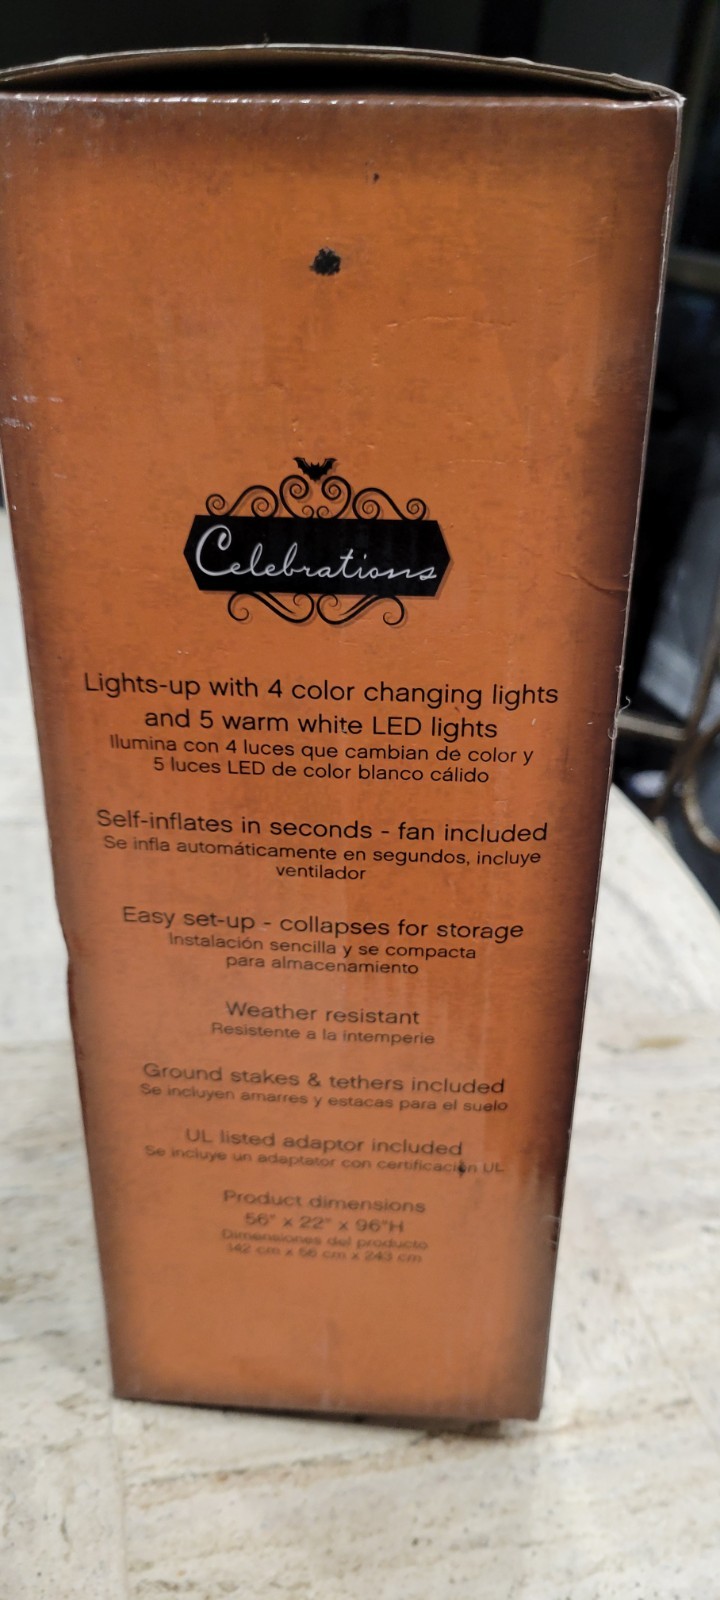 Celebrations
Lights-up with 4 color changing lights
and 5 warm white LED lights
Ilumina con 4 luces que cambian de color y
5 luces LED de color blanco cálido
Self-inflates in seconds - fan included
Se infla automáticamente en segundos, incluye
ventilador
Easy set-up - collapses for storage
Instalación sencilla y se compacta
para almacenamiento
Weather resistant
Resistente a la intemperie
Ground stakes & tethers included
Se incluyen amarres y estacas para el suelo
UL listed adaptor included
Se incluye un adaptator con certificación UL
Product dimensions
56" x 22" x 96"H
Dimensiones del producto
142 cm x 56 cm x 243 cm